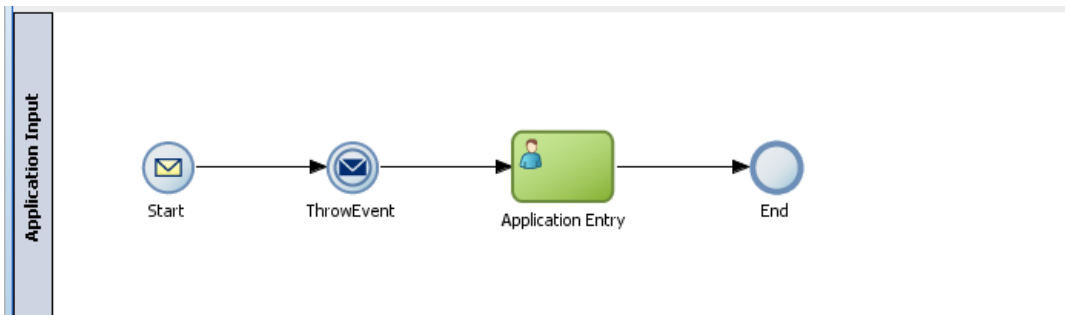 Application Input
Start
ThrowEvent
Application Entry
End